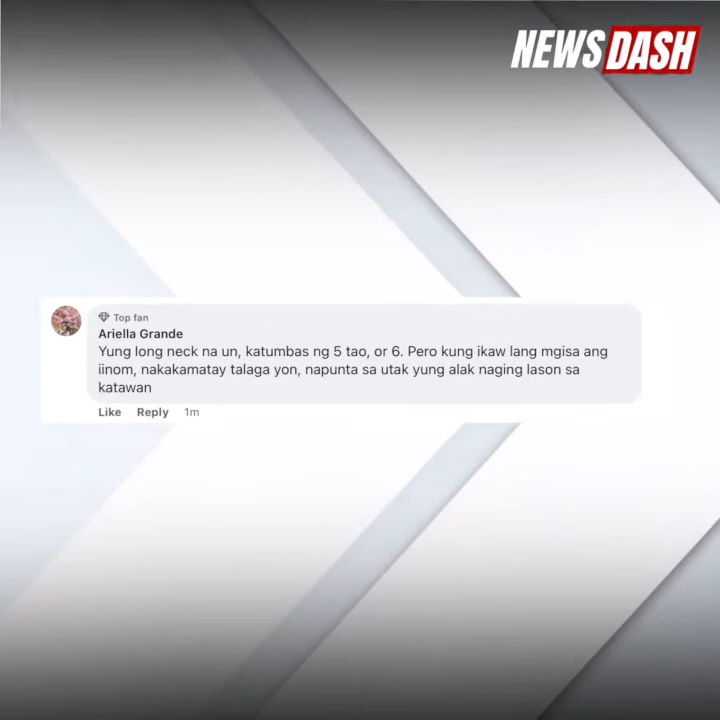 NEWS DASH
Top fan
Ariella Grande
Yung long neck na un, katumbas ng 5 tao, or 6. Pero kung ikaw lang mgisa ang
iinom, nakakamatay talaga yon, napunta sa utak yung alak naging lason sa
katawan
Like Reply 1m